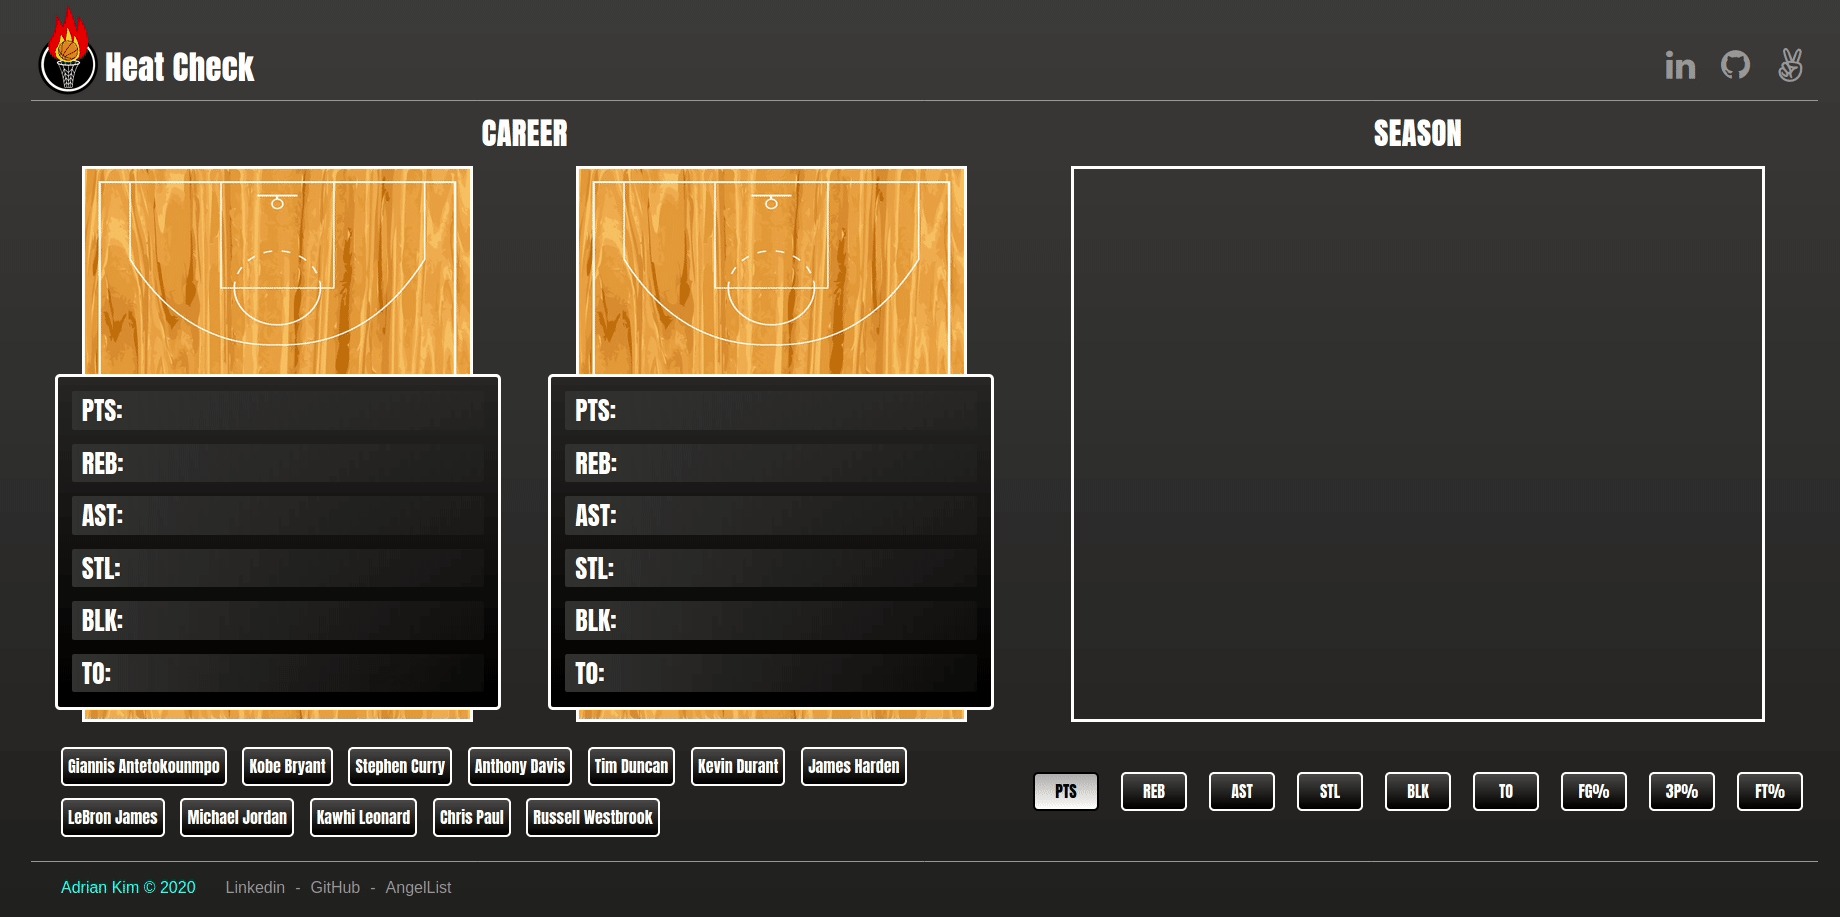 Heat Check
in
CAREER
SEASON
PTS:
REB:
AST:
STL:
BLK:
TO:
PTS:
REB:
AST:
STL:
BLK:
TO:
Giannis Antetokounmpo Kobe Bryant Stephen Curry Anthony Davis Tim Duncan Kevin Durant James Harden
LeBron James Michael Jordan Kawhi Leonard Chris Paul Russell Westbrook
PTS REB AST STL BLK TO FG% 3P% FT%
Adrian Kim © 2020 Linkedin - GitHub - AngelList